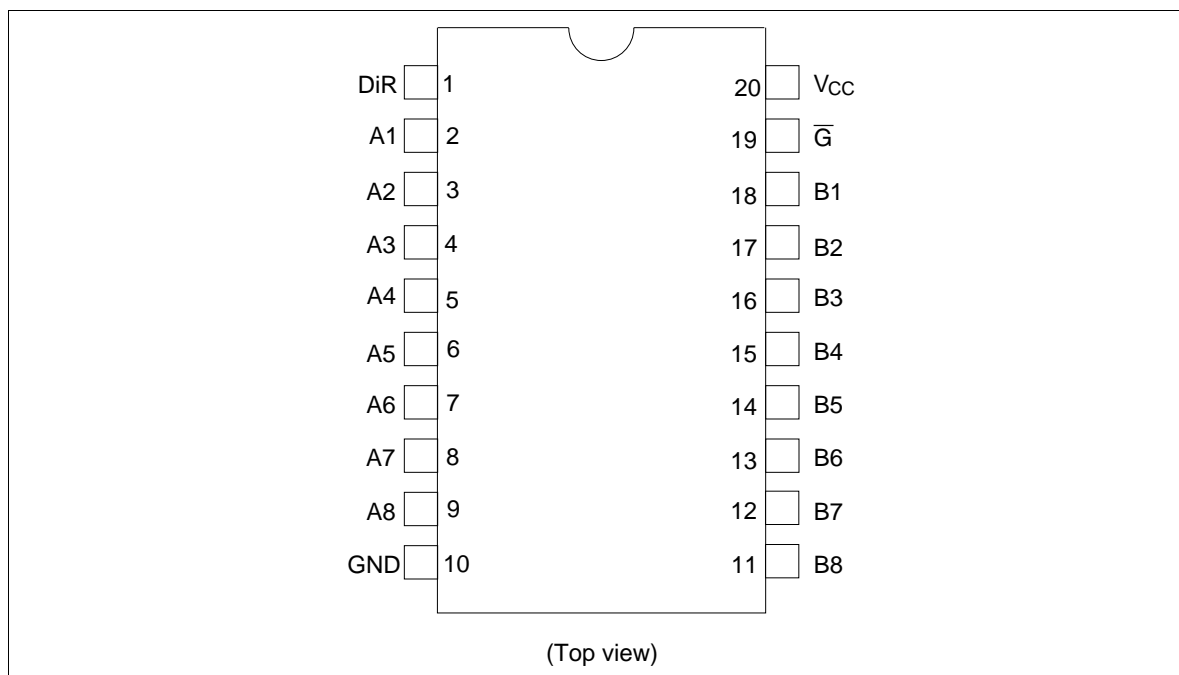 DiR 1 20 VCC
A1 2 19 G̅
A2 3 18 B1
A3 4 17 B2
A4 5 16 B3
A5 6 15 B4
A6 7 14 B5
A7 8 13 B6
A8 9 12 B7
GND 10 11 B8
(Top view)